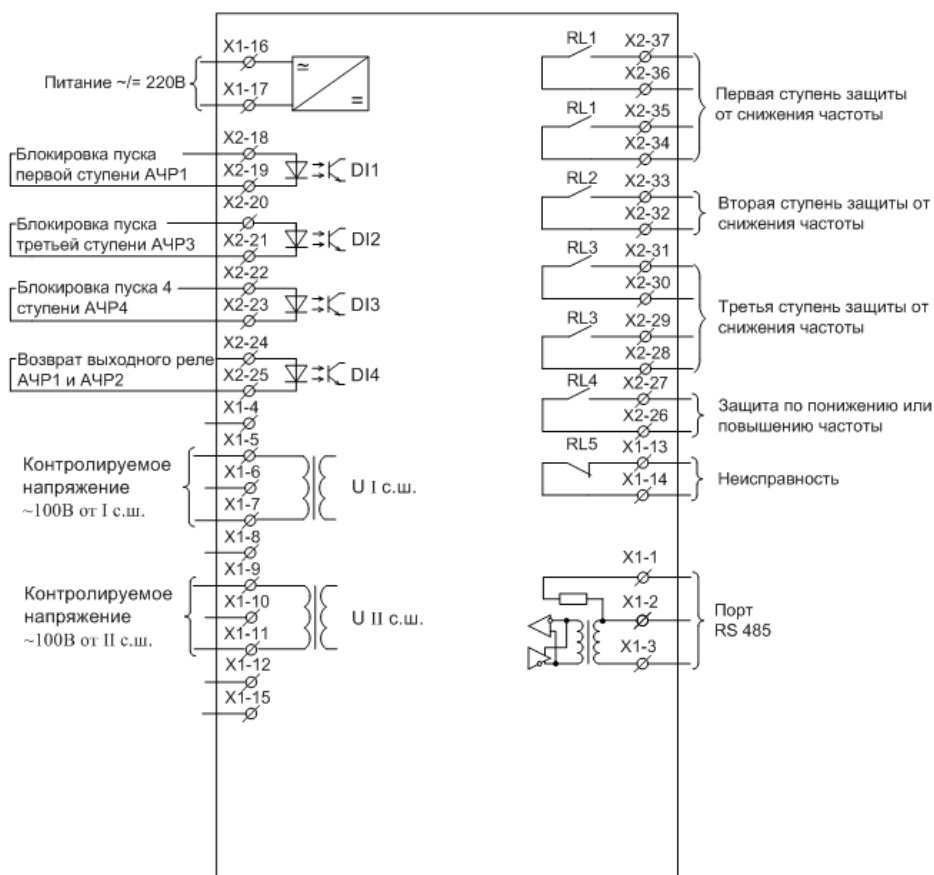 X1-16
Питание ~/= 220В
X1-17
≃
=
X2-18
Блокировка пуска
первой ступени АЧР1
X2-19
DI1
X2-20
Блокировка пуска
третьей ступени АЧР3
X2-21
DI2
X2-22
Блокировка пуска 4
ступени АЧР4
X2-23
DI3
X2-24
Возврат выходного реле
АЧР1 и АЧР2
X2-25
DI4
X1-4
X1-5
Контролируемое
напряжение
~100В от I с.ш.
X1-6
X1-7
U I с.ш.
X1-8
X1-9
Контролируемое
напряжение
~100В от II с.ш.
X1-10
X1-11
U II с.ш.
X1-12
X1-15
RL1
X2-37
X2-36
RL1
X2-35
X2-34
Первая ступень защиты
от снижения частоты
RL2
X2-33
X2-32
Вторая ступень защиты от
снижения частоты
RL3
X2-31
X2-30
RL3
X2-29
X2-28
Третья ступень защиты от
снижения частоты
RL4
X2-27
X2-26
Защита по понижению или
повышению частоты
RL5
X1-13
X1-14
Неисправность
X1-1
X1-2
X1-3
Порт
RS 485